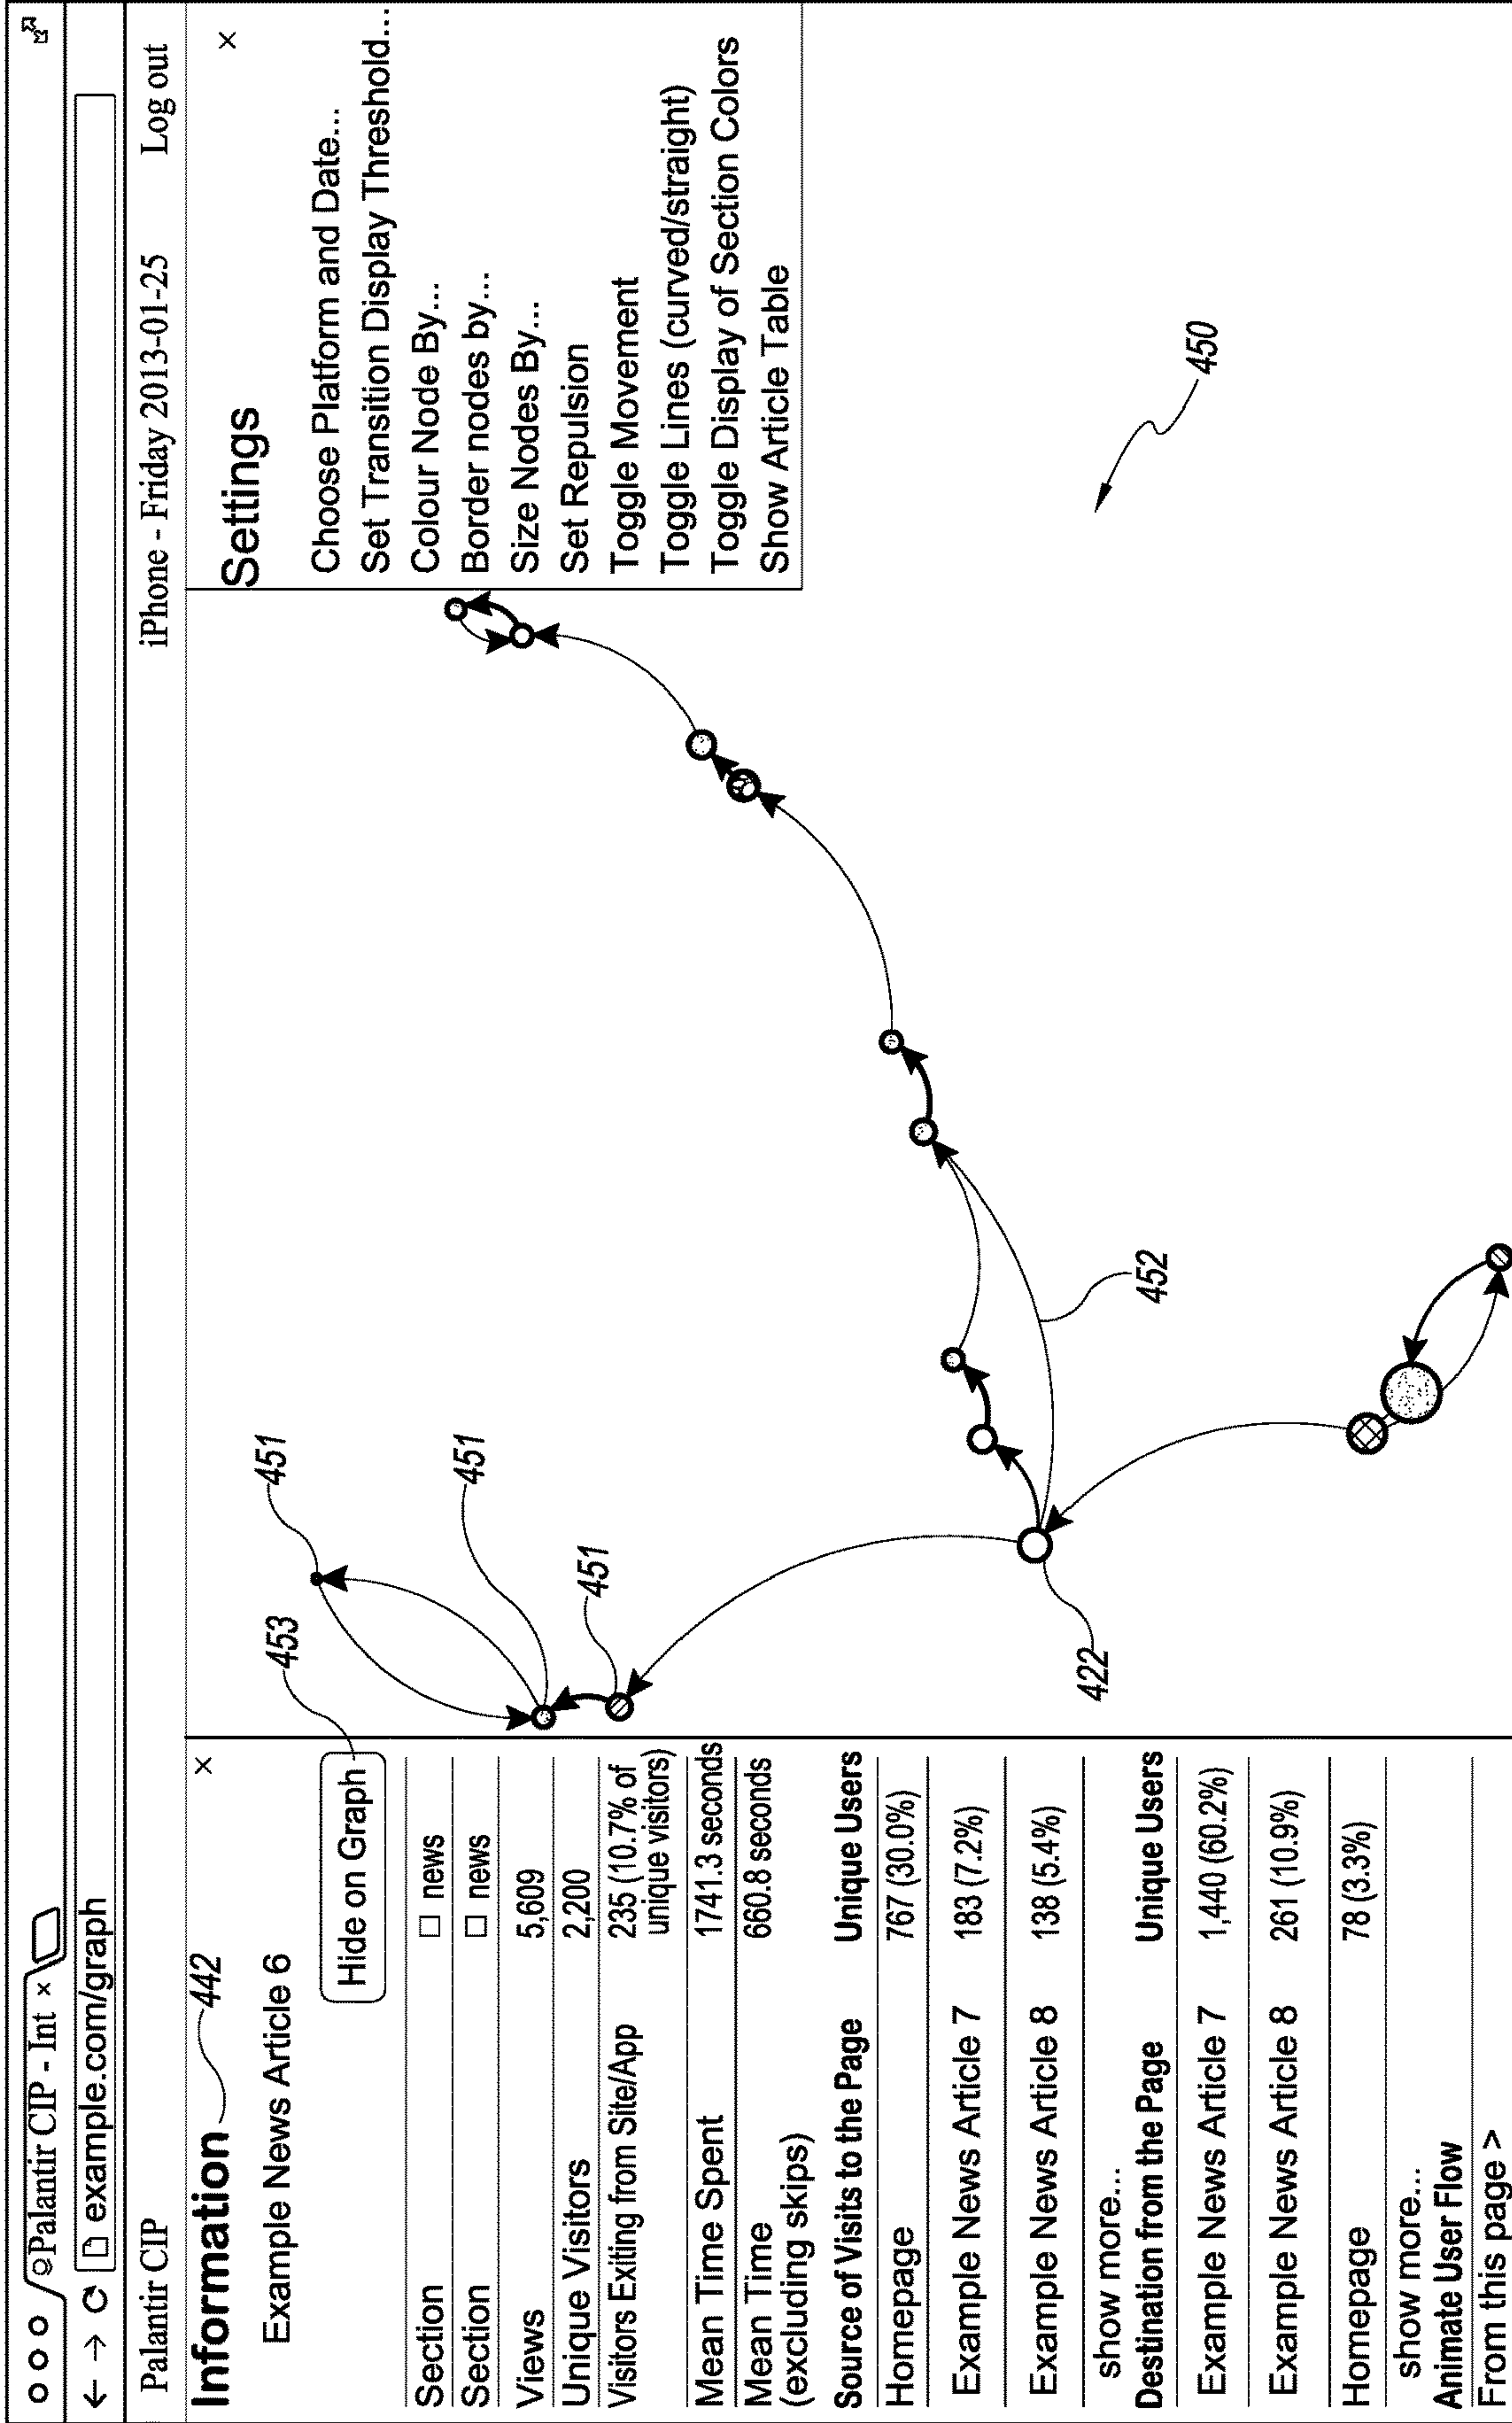 @Palantir CIP - Int ×
example.com/graph
Palantir CIP
iPhone - Friday 2013-01-25
Log out
Information
442
×
Example News Article 6
Hide on Graph
453
Section □ news
Section □ news
Views 5,609
Unique Visitors 2,200
Visitors Exiting from Site/App 235 (10.7% of
unique visitors)
Mean Time Spent 1741.3 seconds
Mean Time 660.8 seconds
(excluding skips)
Source of Visits to the Page Unique Users
Homepage 767 (30.0%)
Example News Article 7 183 (7.2%)
Example News Article 8 138 (5.4%)
show more...
Destination from the Page Unique Users
Example News Article 7 1,440 (60.2%)
Example News Article 8 261 (10.9%)
Homepage 78 (3.3%)
show more...
Animate User Flow
From this page >
451
451
451
422
452
450
Settings ×
Choose Platform and Date...
Set Transition Display Threshold...
Colour Node By...
Border nodes by...
Size Nodes By...
Set Repulsion
Toggle Movement
Toggle Lines (curved/straight)
Toggle Display of Section Colors
Show Article Table